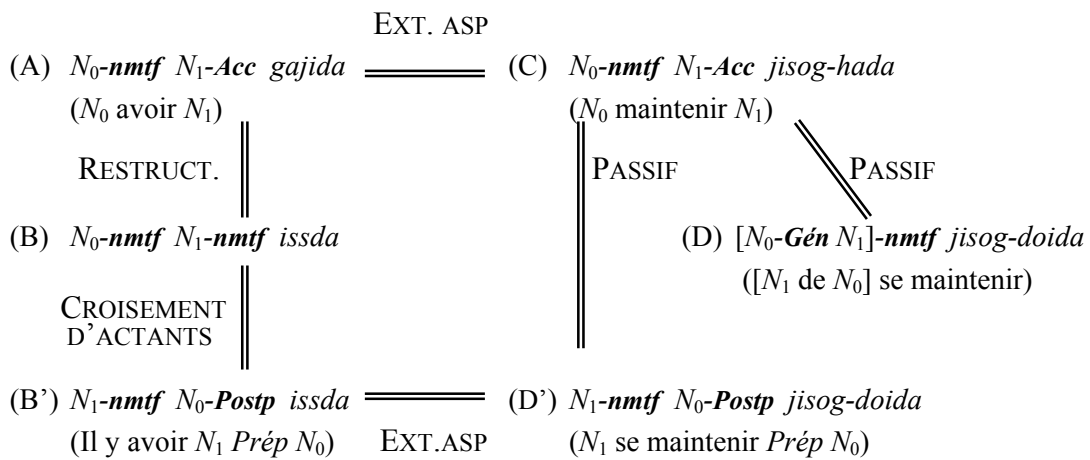 EXT. ASP
(A) N0-nmtf N1-Acc gajida (C) N0-nmtf N1-Acc jisog-hada
(N0 avoir N1) (N0 maintenir N1)
RESTRUCT. PASSIF PASSIF
(B) N0-nmtf N1-nmtf issda (D) [N0-Gén N1]-nmtf jisog-doida
([N1 de N0] se maintenir)
CROISEMENT
D’ACTANTS
(B’) N1-nmtf N0-Postp issda (D’) N1-nmtf N0-Postp jisog-doida
(Il y avoir N1 Prép N0) EXT.ASP (N1 se maintenir Prép N0)